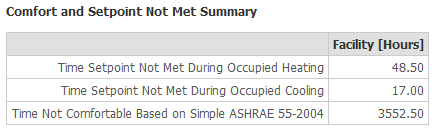 Comfort and Setpoint Not Met Summary
Facility [Hours]
Time Setpoint Not Met During Occupied Heating 48.50
Time Setpoint Not Met During Occupied Cooling 17.00
Time Not Comfortable Based on Simple ASHRAE 55-2004 3552.50